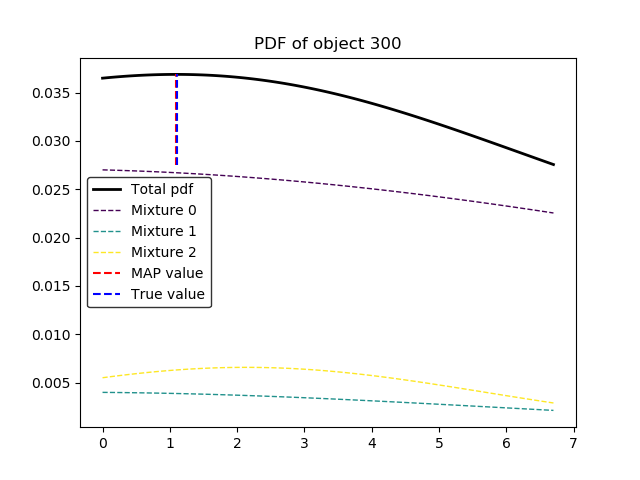 PDF of object 300
0.035
0.030
0.025
0.020
0.015
0.010
0.005
Total pdf
Mixture 0
Mixture 1
Mixture 2
MAP value
True value
0 1 2 3 4 5 6 7